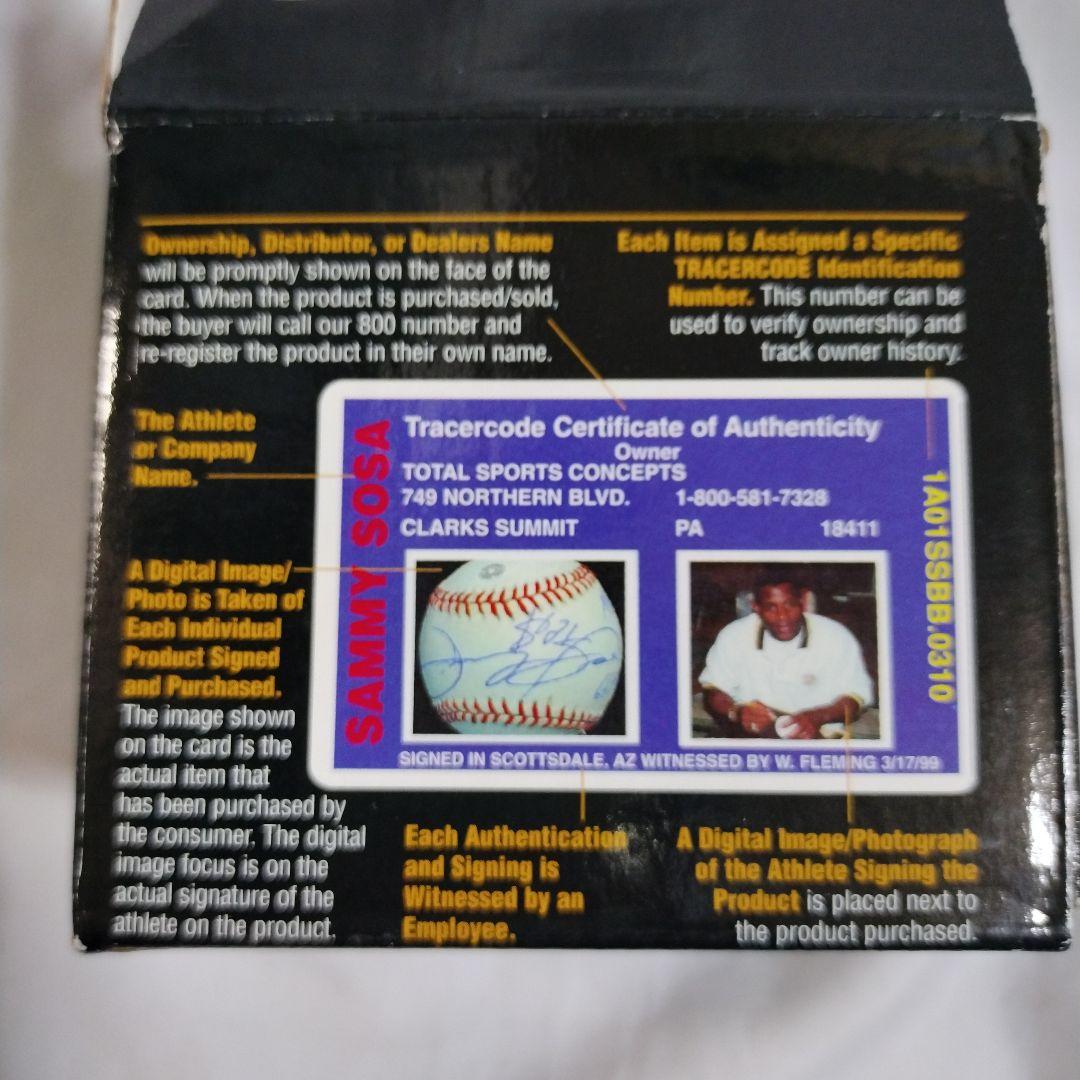 Ownership, Distributor, or Dealers Name
will be promptly shown on the face of the
card. When the product is purchased/sold,
the buyer will call our 800 number and
re-register the product in their own name.
Each Item is Assigned a Specific
TRACERCODE Identification
Number. This number can be
used to verify ownership and
track owner history.
The Athlete
or Company
Name.
A Digital Image/
Photo is Taken of
Each Individual
Product Signed
and Purchased.
The image shown
on the card is the
actual item that
has been purchased by
the consumer. The digital
image focus is on the
actual signature of the
athlete on the product.
SAMMY SOSA
Tracercode Certificate of Authenticity
Owner
TOTAL SPORTS CONCEPTS
749 NORTHERN BLVD. 1-800-581-7328
CLARKS SUMMIT PA 18411
1A01SSBB.0310
SIGNED IN SCOTTSDALE, AZ WITNESSED BY W. FLEMING 3/17/99
Each Authentication
and Signing is
Witnessed by an
Employee.
A Digital Image/Photograph
of the Athlete Signing the
Product is placed next to
the product purchased.